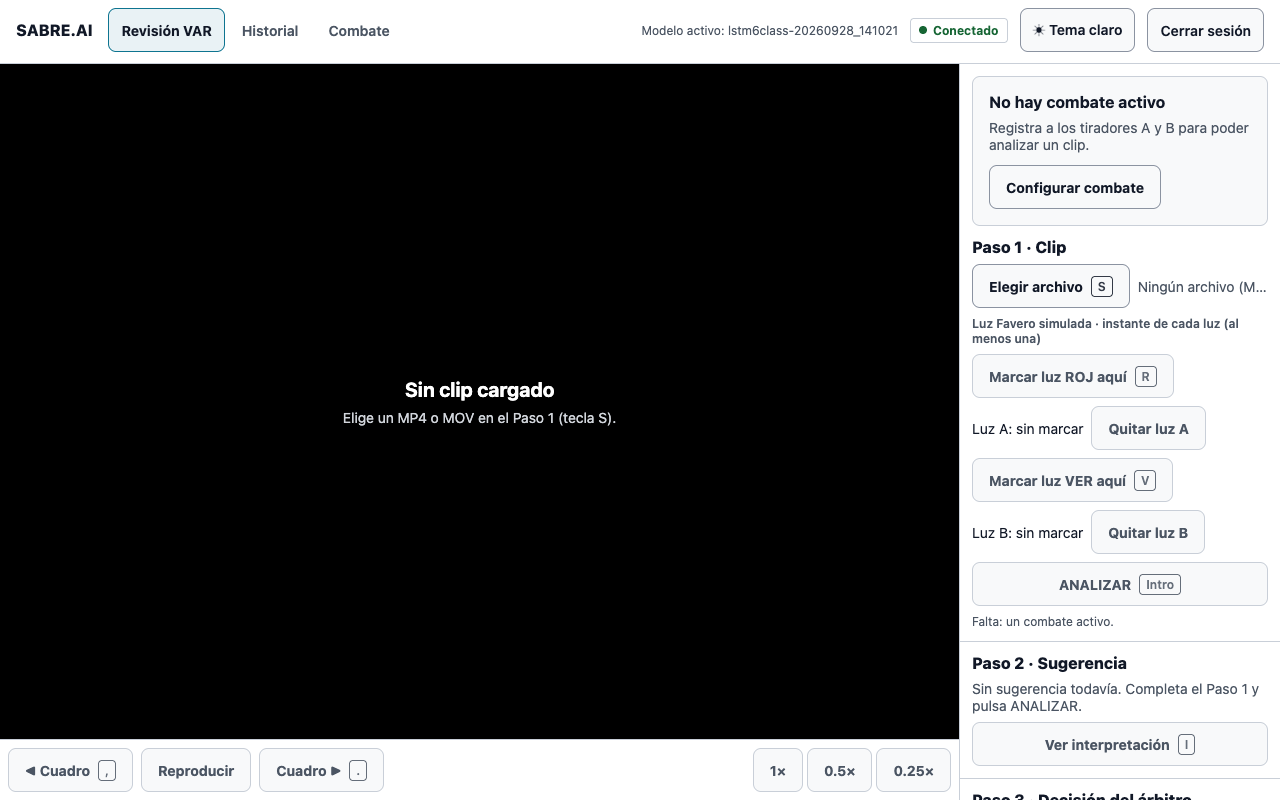 SABRE.AI
Revisión VAR
Historial
Combate
Modelo activo: lstm6class-20260928_141021
Conectado
☀ Tema claro
Cerrar sesión
Sin clip cargado
Elige un MP4 o MOV en el Paso 1 (tecla S).
◀ Cuadro ,
Reproducir
Cuadro ▶ .
1×
0.5×
0.25×
No hay combate activo
Registra a los tiradores A y B para poder
analizar un clip.
Configurar combate
Paso 1 · Clip
Elegir archivo S
Ningún archivo (M…
Luz Favero simulada · instante de cada luz (al
menos una)
Marcar luz ROJ aquí R
Luz A: sin marcar
Quitar luz A
Marcar luz VER aquí V
Luz B: sin marcar
Quitar luz B
ANALIZAR Intro
Falta: un combate activo.
Paso 2 · Sugerencia
Sin sugerencia todavía. Completa el Paso 1 y
pulsa ANALIZAR.
Ver interpretación I
Paso 3 · Decisión del árbitro